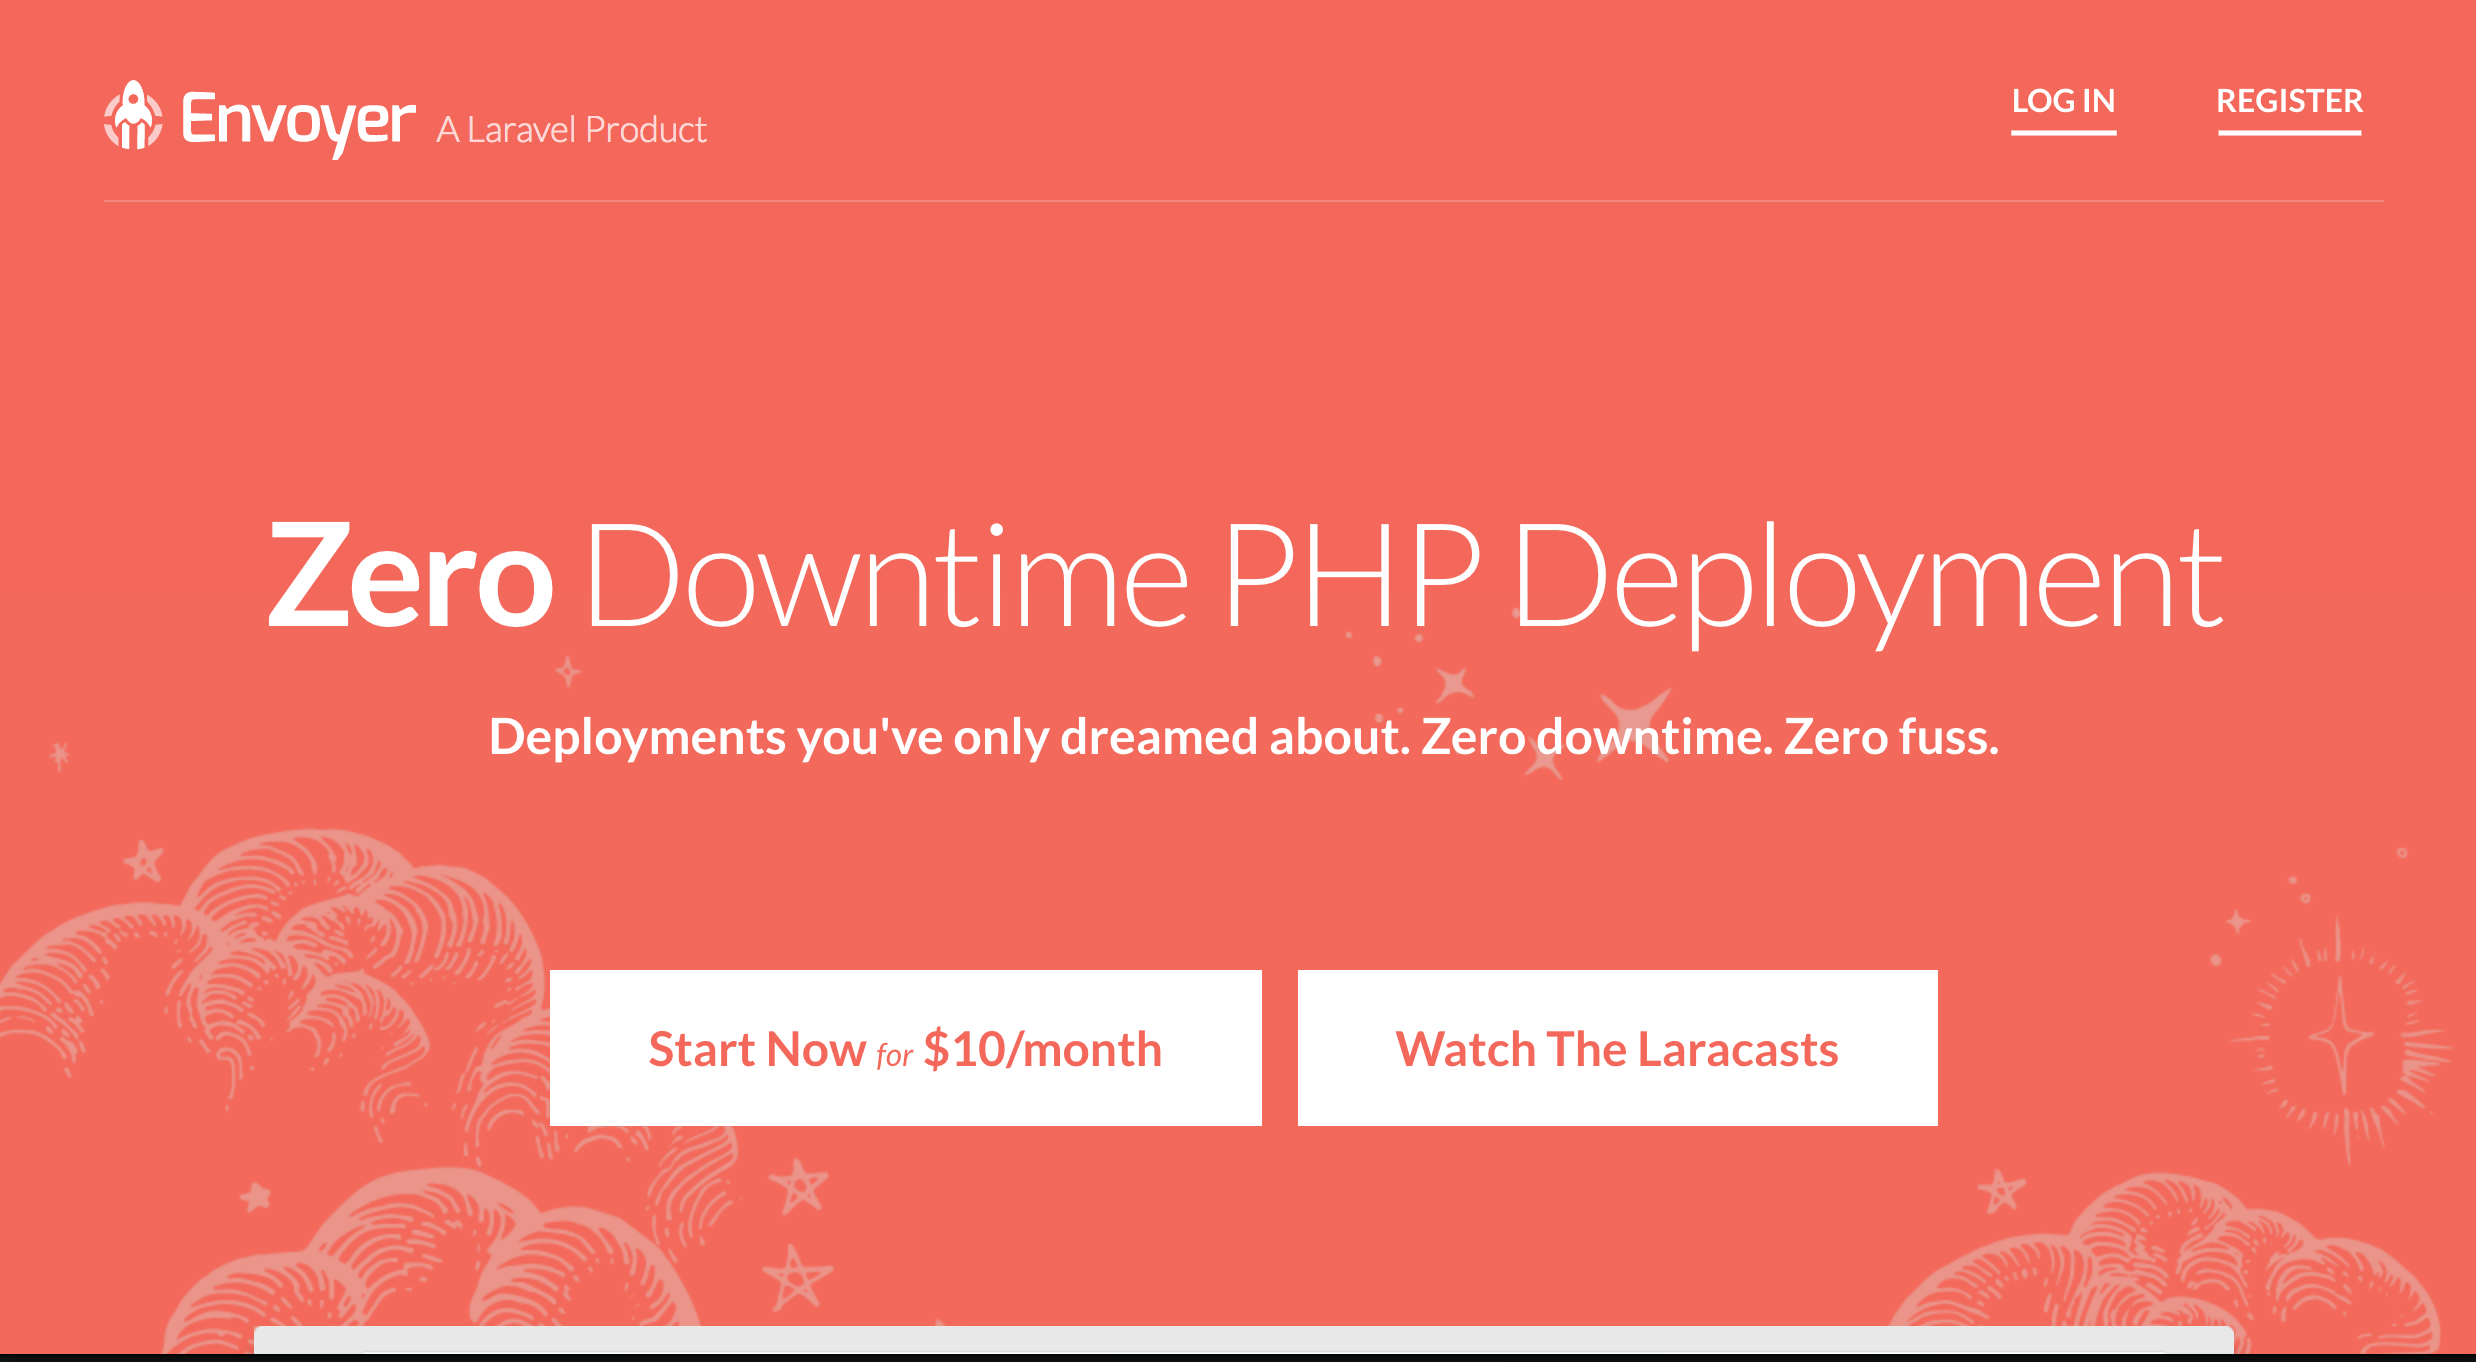 Envoyer A Laravel Product
LOG IN REGISTER
Zero Downtime PHP Deployment
Deployments you've only dreamed about. Zero downtime. Zero fuss.
Start Now for $10/month
Watch The Laracasts